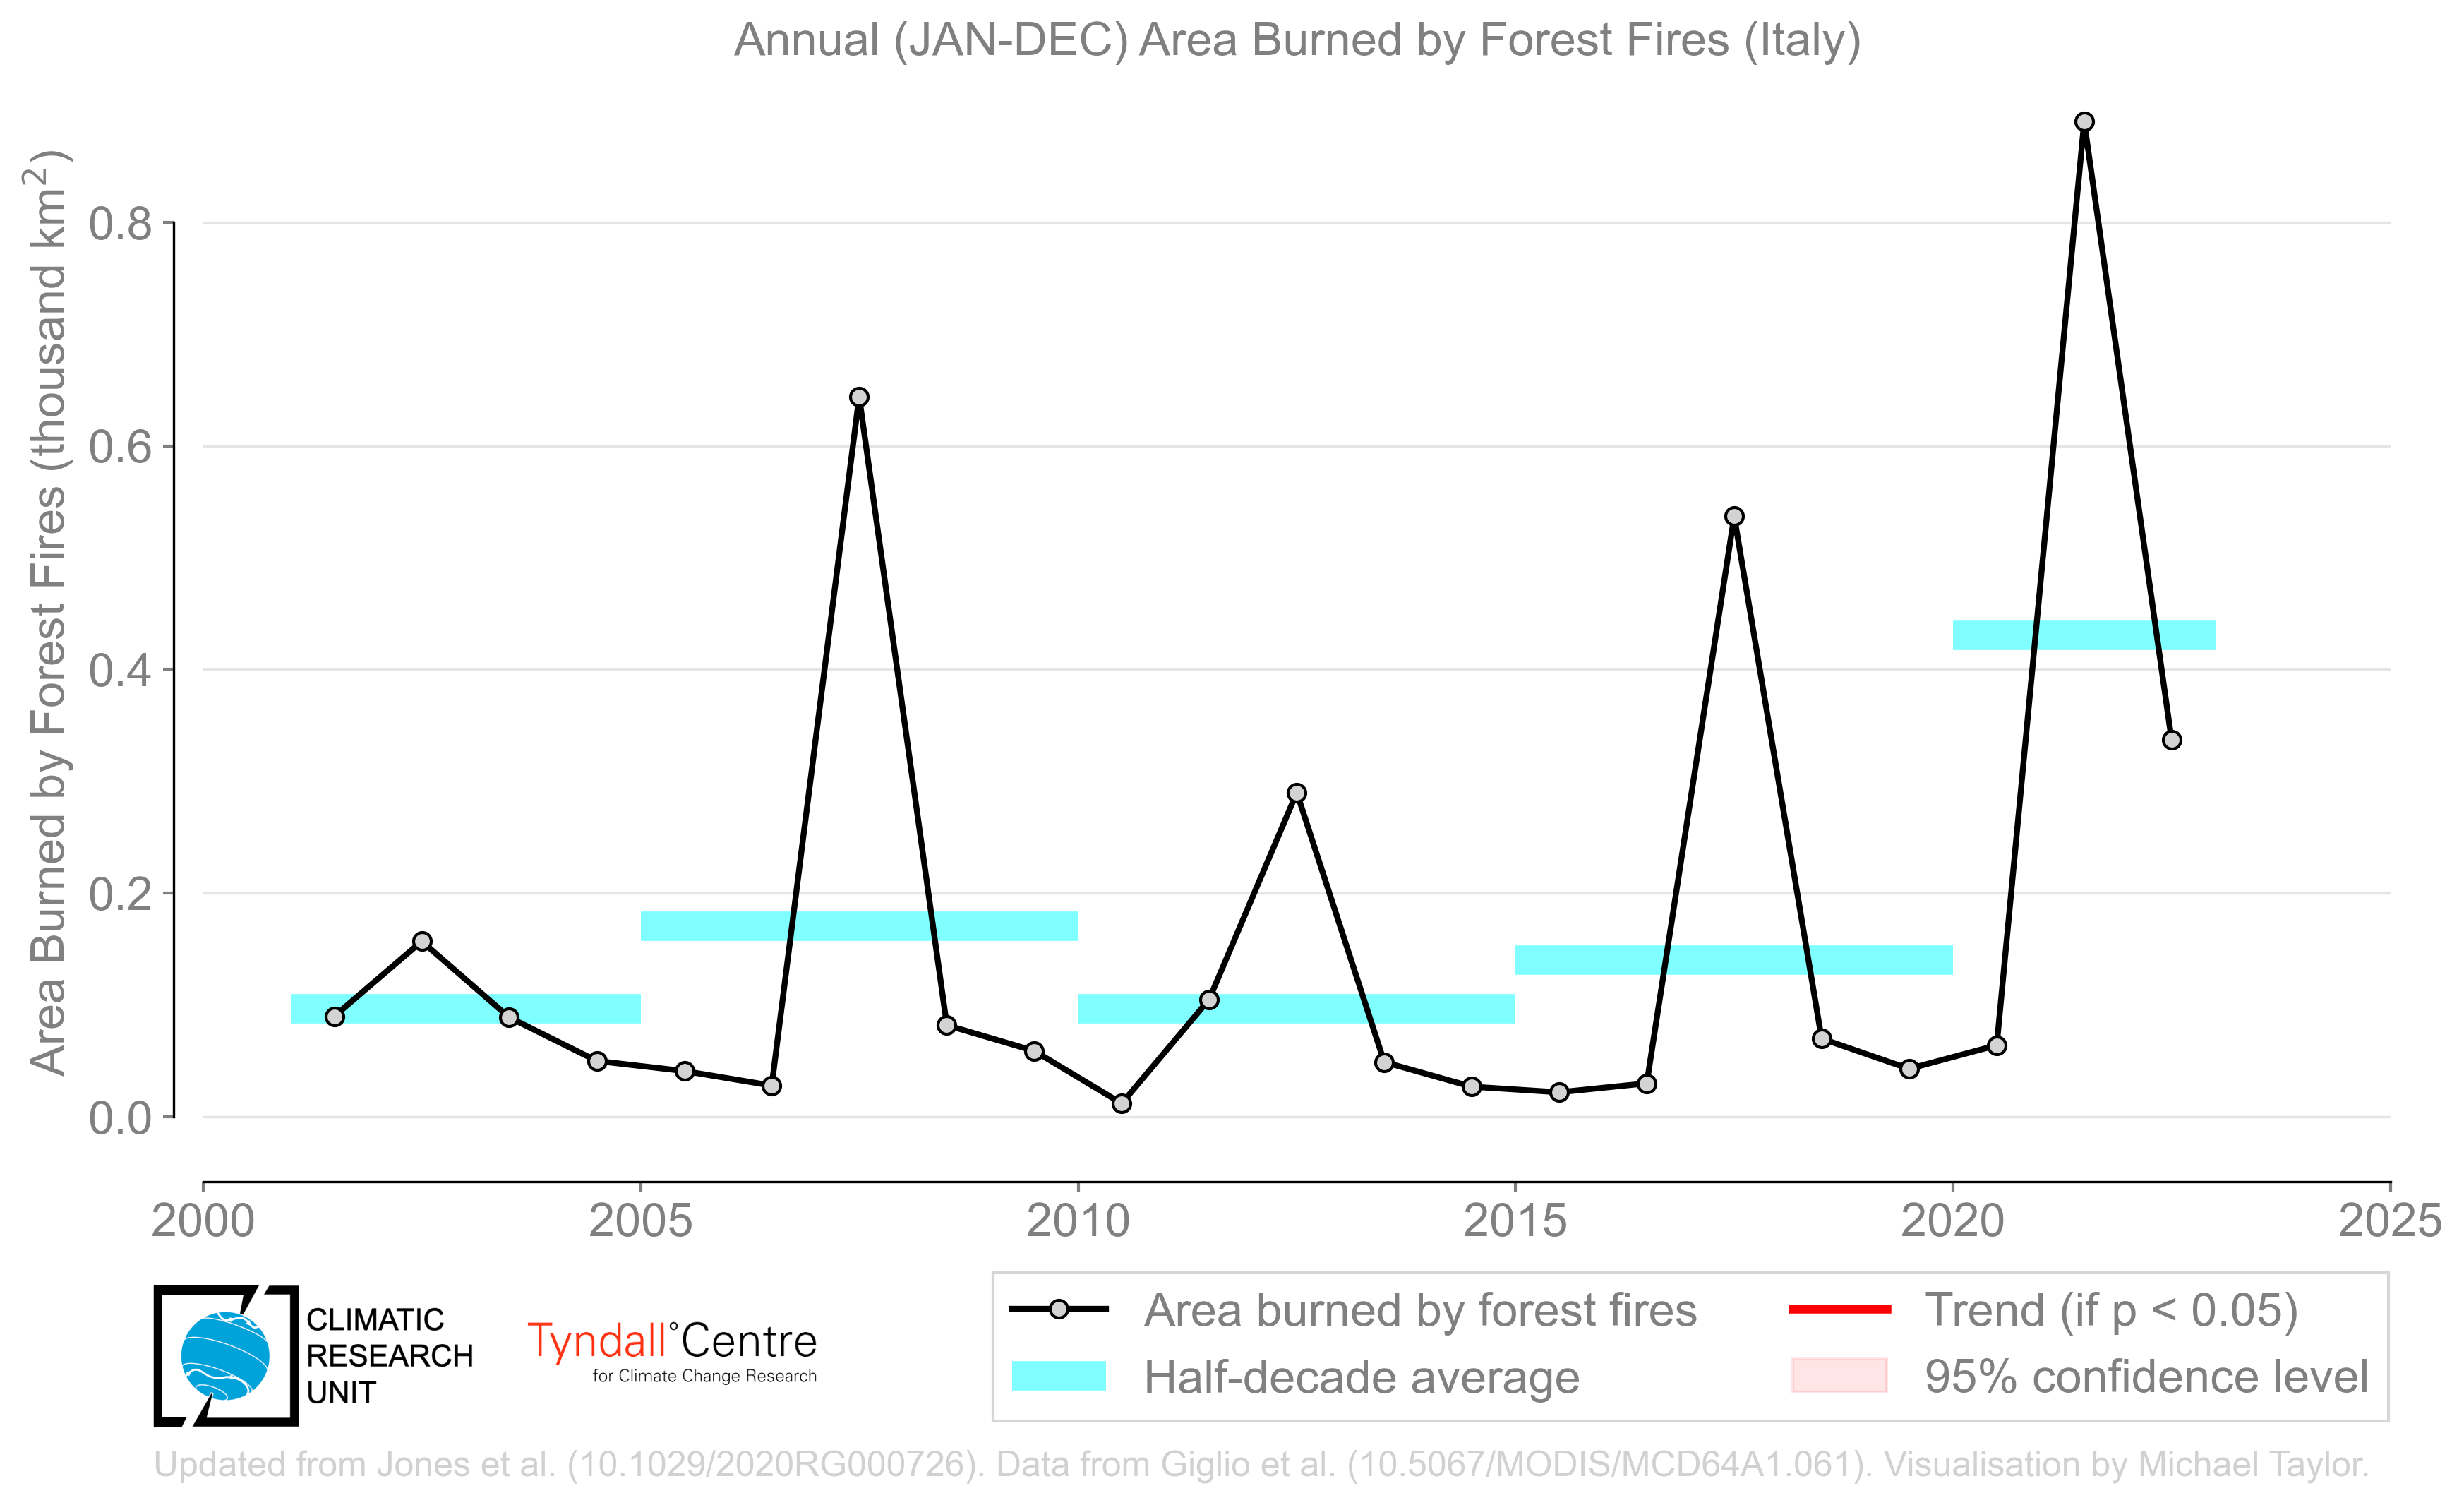 Annual (JAN-DEC) Area Burned by Forest Fires (Italy)
Area Burned by Forest Fires (thousand km²)
0.8
0.6
0.4
0.2
0.0
2000 2005 2010 2015 2020 2025
CLIMATIC
RESEARCH
UNIT
Tyndall°Centre
for Climate Change Research
Area burned by forest fires
Half-decade average
Trend (if p < 0.05)
95% confidence level
Updated from Jones et al. (10.1029/2020RG000726). Data from Giglio et al. (10.5067/MODIS/MCD64A1.061). Visualisation by Michael Taylor.